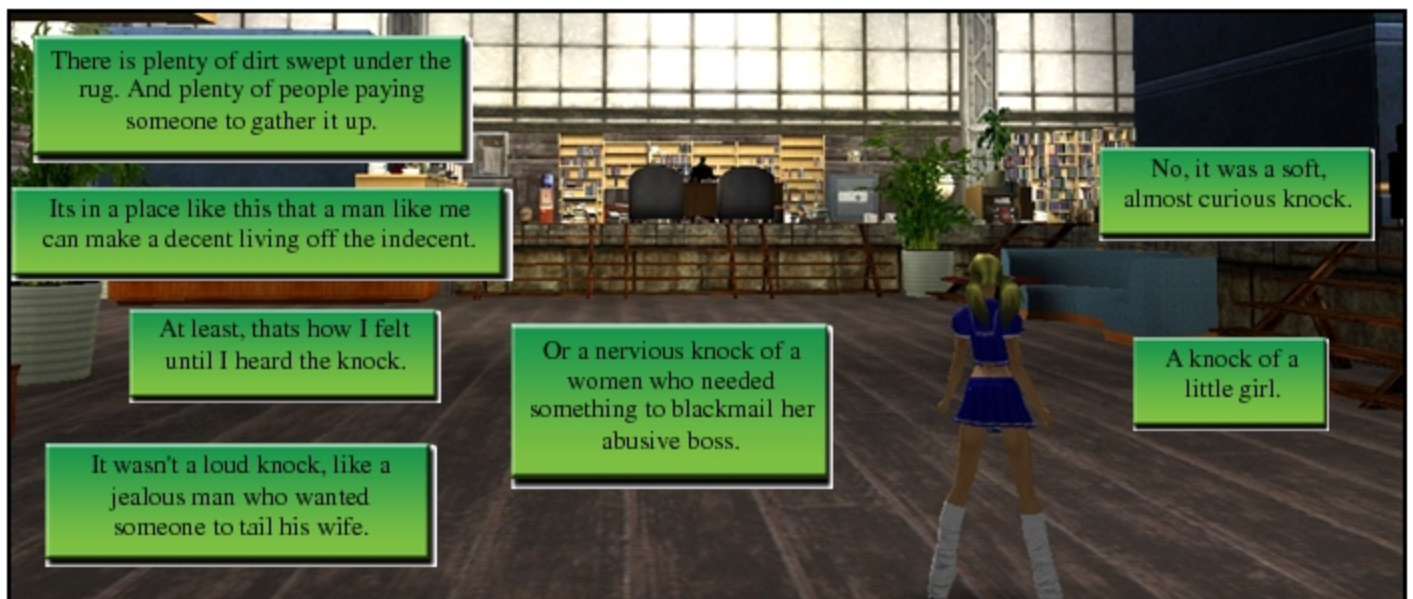 There is plenty of dirt swept under the
rug. And plenty of people paying
someone to gather it up.
Its in a place like this that a man like me
can make a decent living off the indecent.
At least, thats how I felt
until I heard the knock.
It wasn't a loud knock, like a
jealous man who wanted
someone to tail his wife.
Or a nervious knock of a
women who needed
something to blackmail her
abusive boss.
No, it was a soft,
almost curious knock.
A knock of a
little girl.